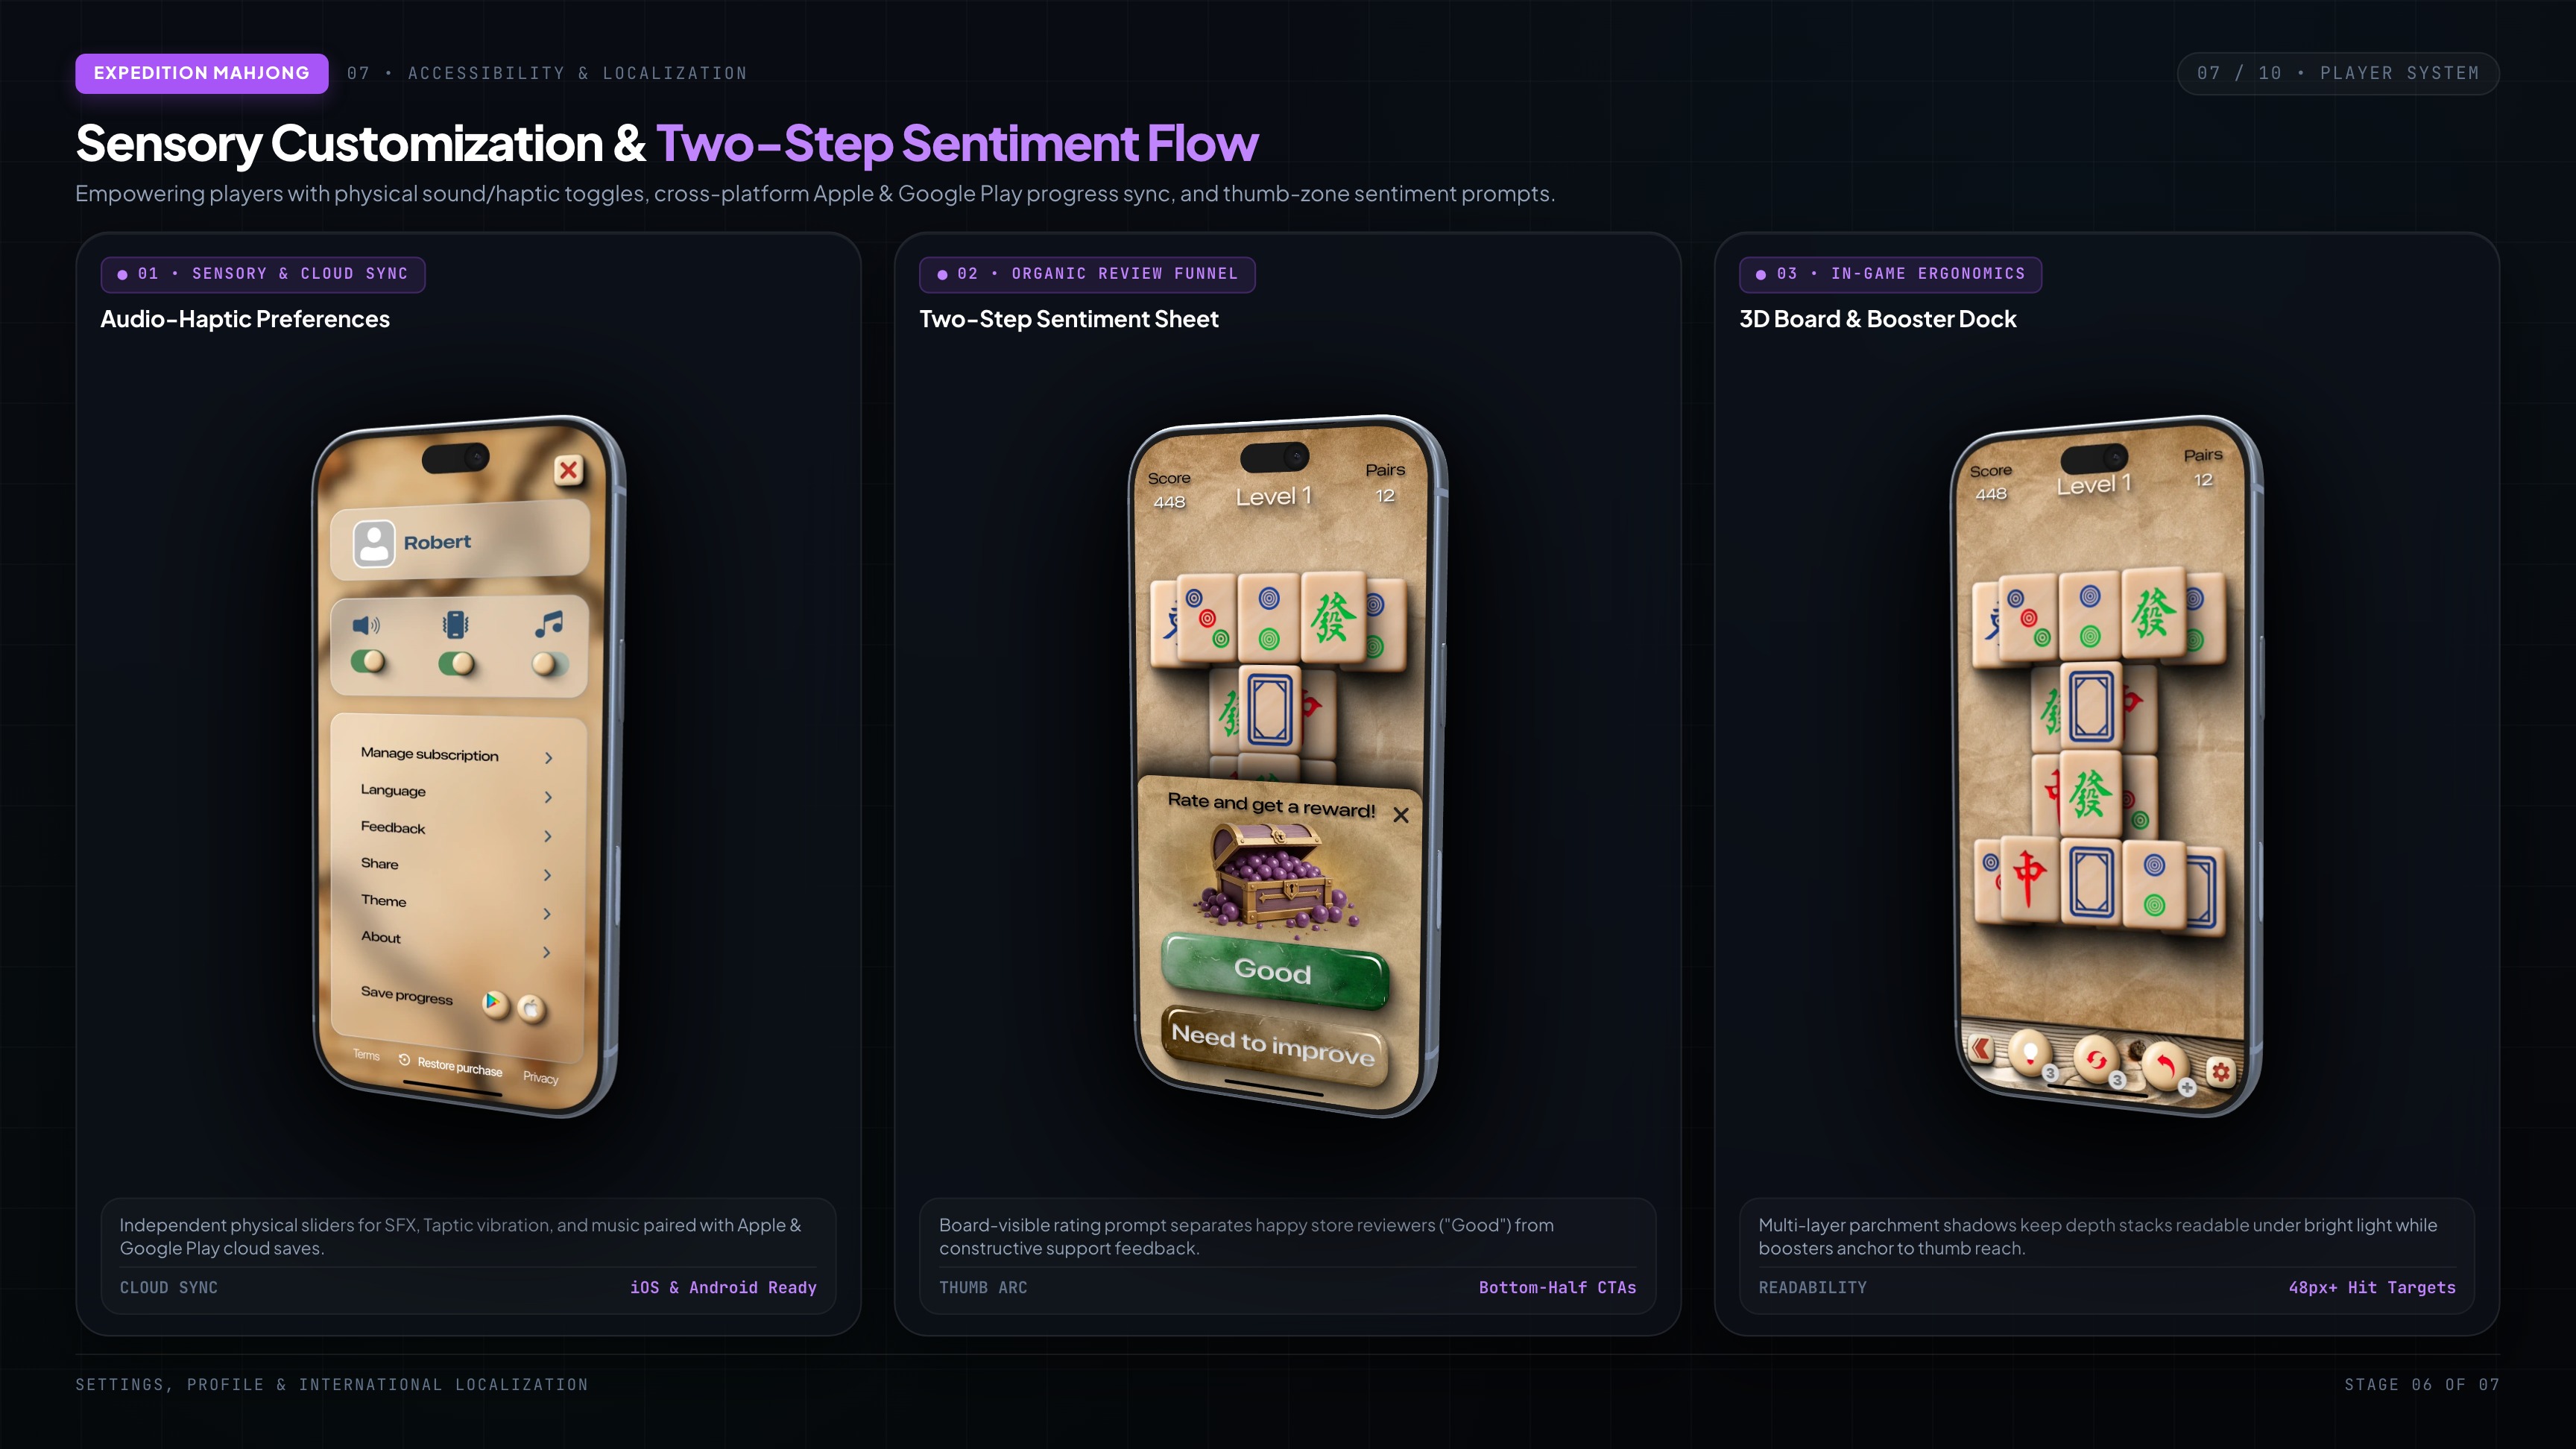 EXPEDITION MAHJONG
07 • ACCESSIBILITY & LOCALIZATION
07 / 10 • PLAYER SYSTEM
Sensory Customization & Two-Step Sentiment Flow
Empowering players with physical sound/haptic toggles, cross-platform Apple & Google Play progress sync, and thumb-zone sentiment prompts.
01 • SENSORY & CLOUD SYNC
Audio-Haptic Preferences
Robert
Manage subscription
Language
Feedback
Share
Theme
About
Save progress
Terms
Restore purchase
Privacy
Independent physical sliders for SFX, Taptic vibration, and music paired with Apple &
Google Play cloud saves.
CLOUD SYNC
iOS & Android Ready
02 • ORGANIC REVIEW FUNNEL
Two-Step Sentiment Sheet
Score
448
Level 1
Pairs
12
發
發
Rate and get a reward!
Good
Need to improve
Board-visible rating prompt separates happy store reviewers ("Good") from
constructive support feedback.
THUMB ARC
Bottom-Half CTAs
03 • IN-GAME ERGONOMICS
3D Board & Booster Dock
Score
448
Level 1
Pairs
12
發
發
發
中
3
3
Multi-layer parchment shadows keep depth stacks readable under bright light while
boosters anchor to thumb reach.
READABILITY
48px+ Hit Targets
SETTINGS, PROFILE & INTERNATIONAL LOCALIZATION
STAGE 06 OF 07